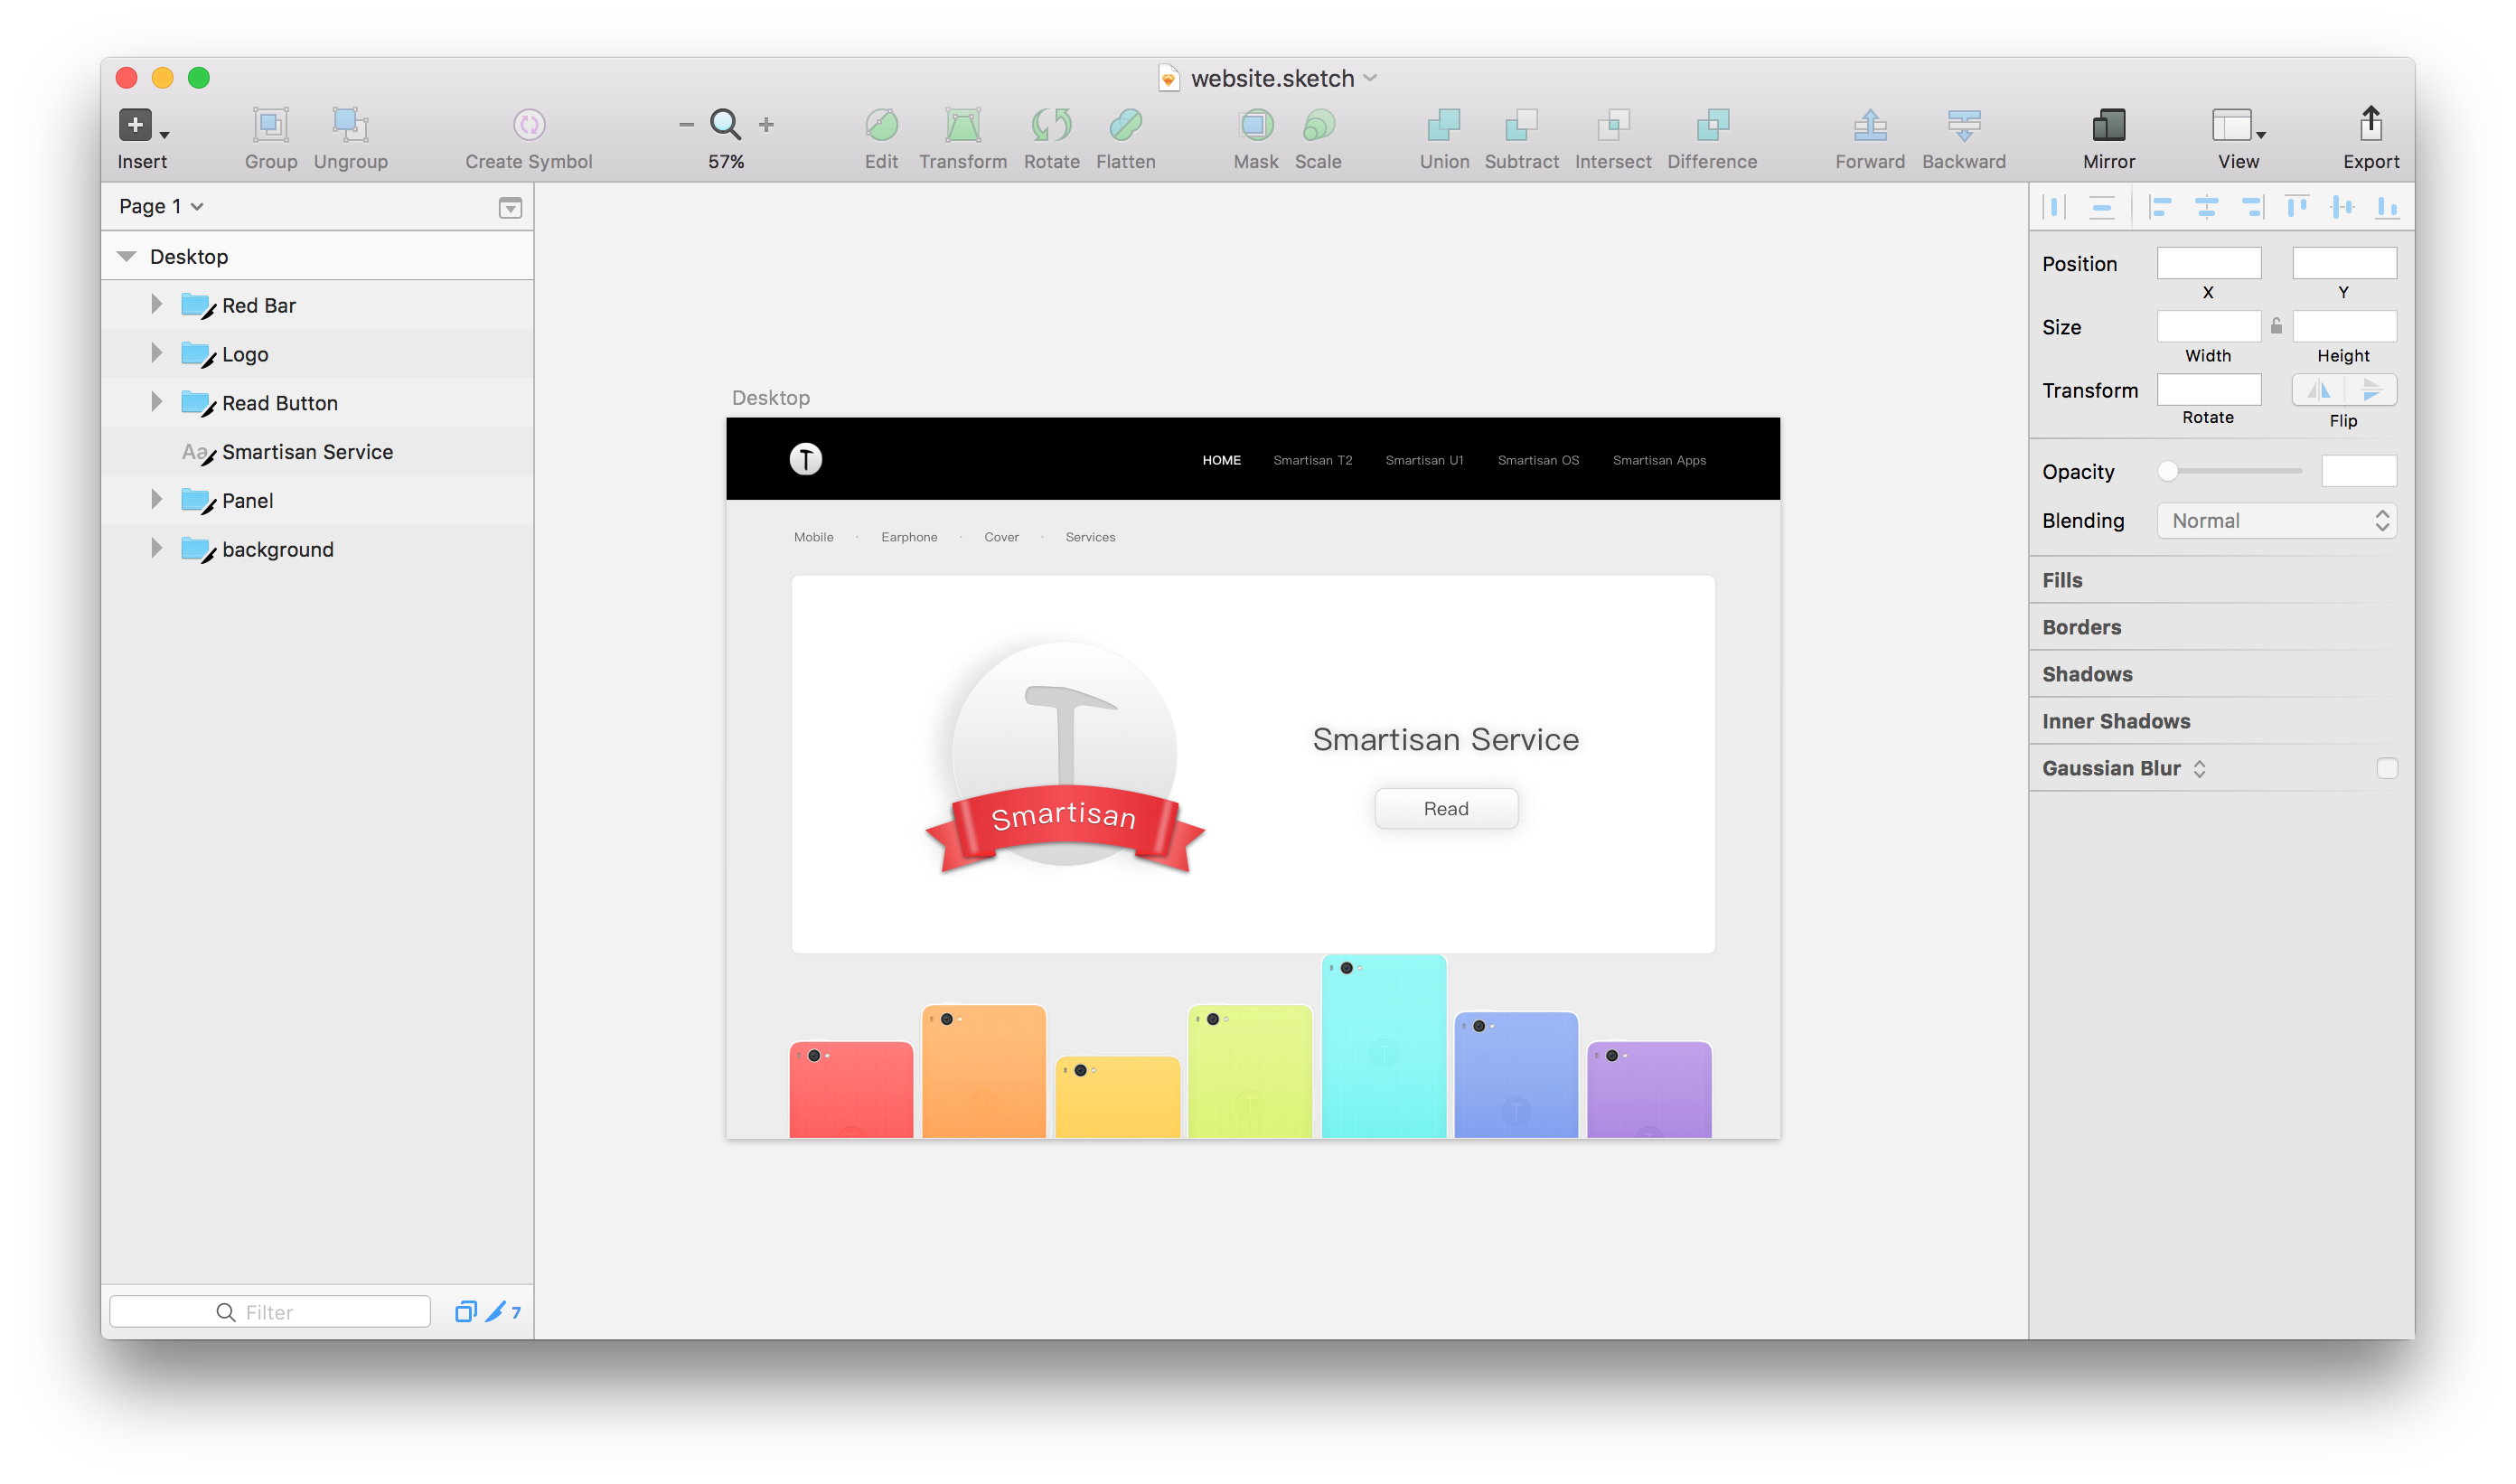 website.sketch
Insert
Group
Ungroup
Create Symbol
57%
Edit
Transform
Rotate
Flatten
Mask
Scale
Union
Subtract
Intersect
Difference
Forward
Backward
Mirror
View
Export
Page 1
Desktop
Red Bar
Logo
Read Button
Aa Smartisan Service
Panel
background
Filter
7
Desktop
HOME
Smartisan T2
Smartisan U1
Smartisan OS
Smartisan Apps
Mobile · Earphone · Cover · Services
Smartisan
Smartisan Service
Read
Position
X
Y
Size
Width
Height
Transform
Rotate
Flip
Opacity
Blending
Normal
Fills
Borders
Shadows
Inner Shadows
Gaussian Blur